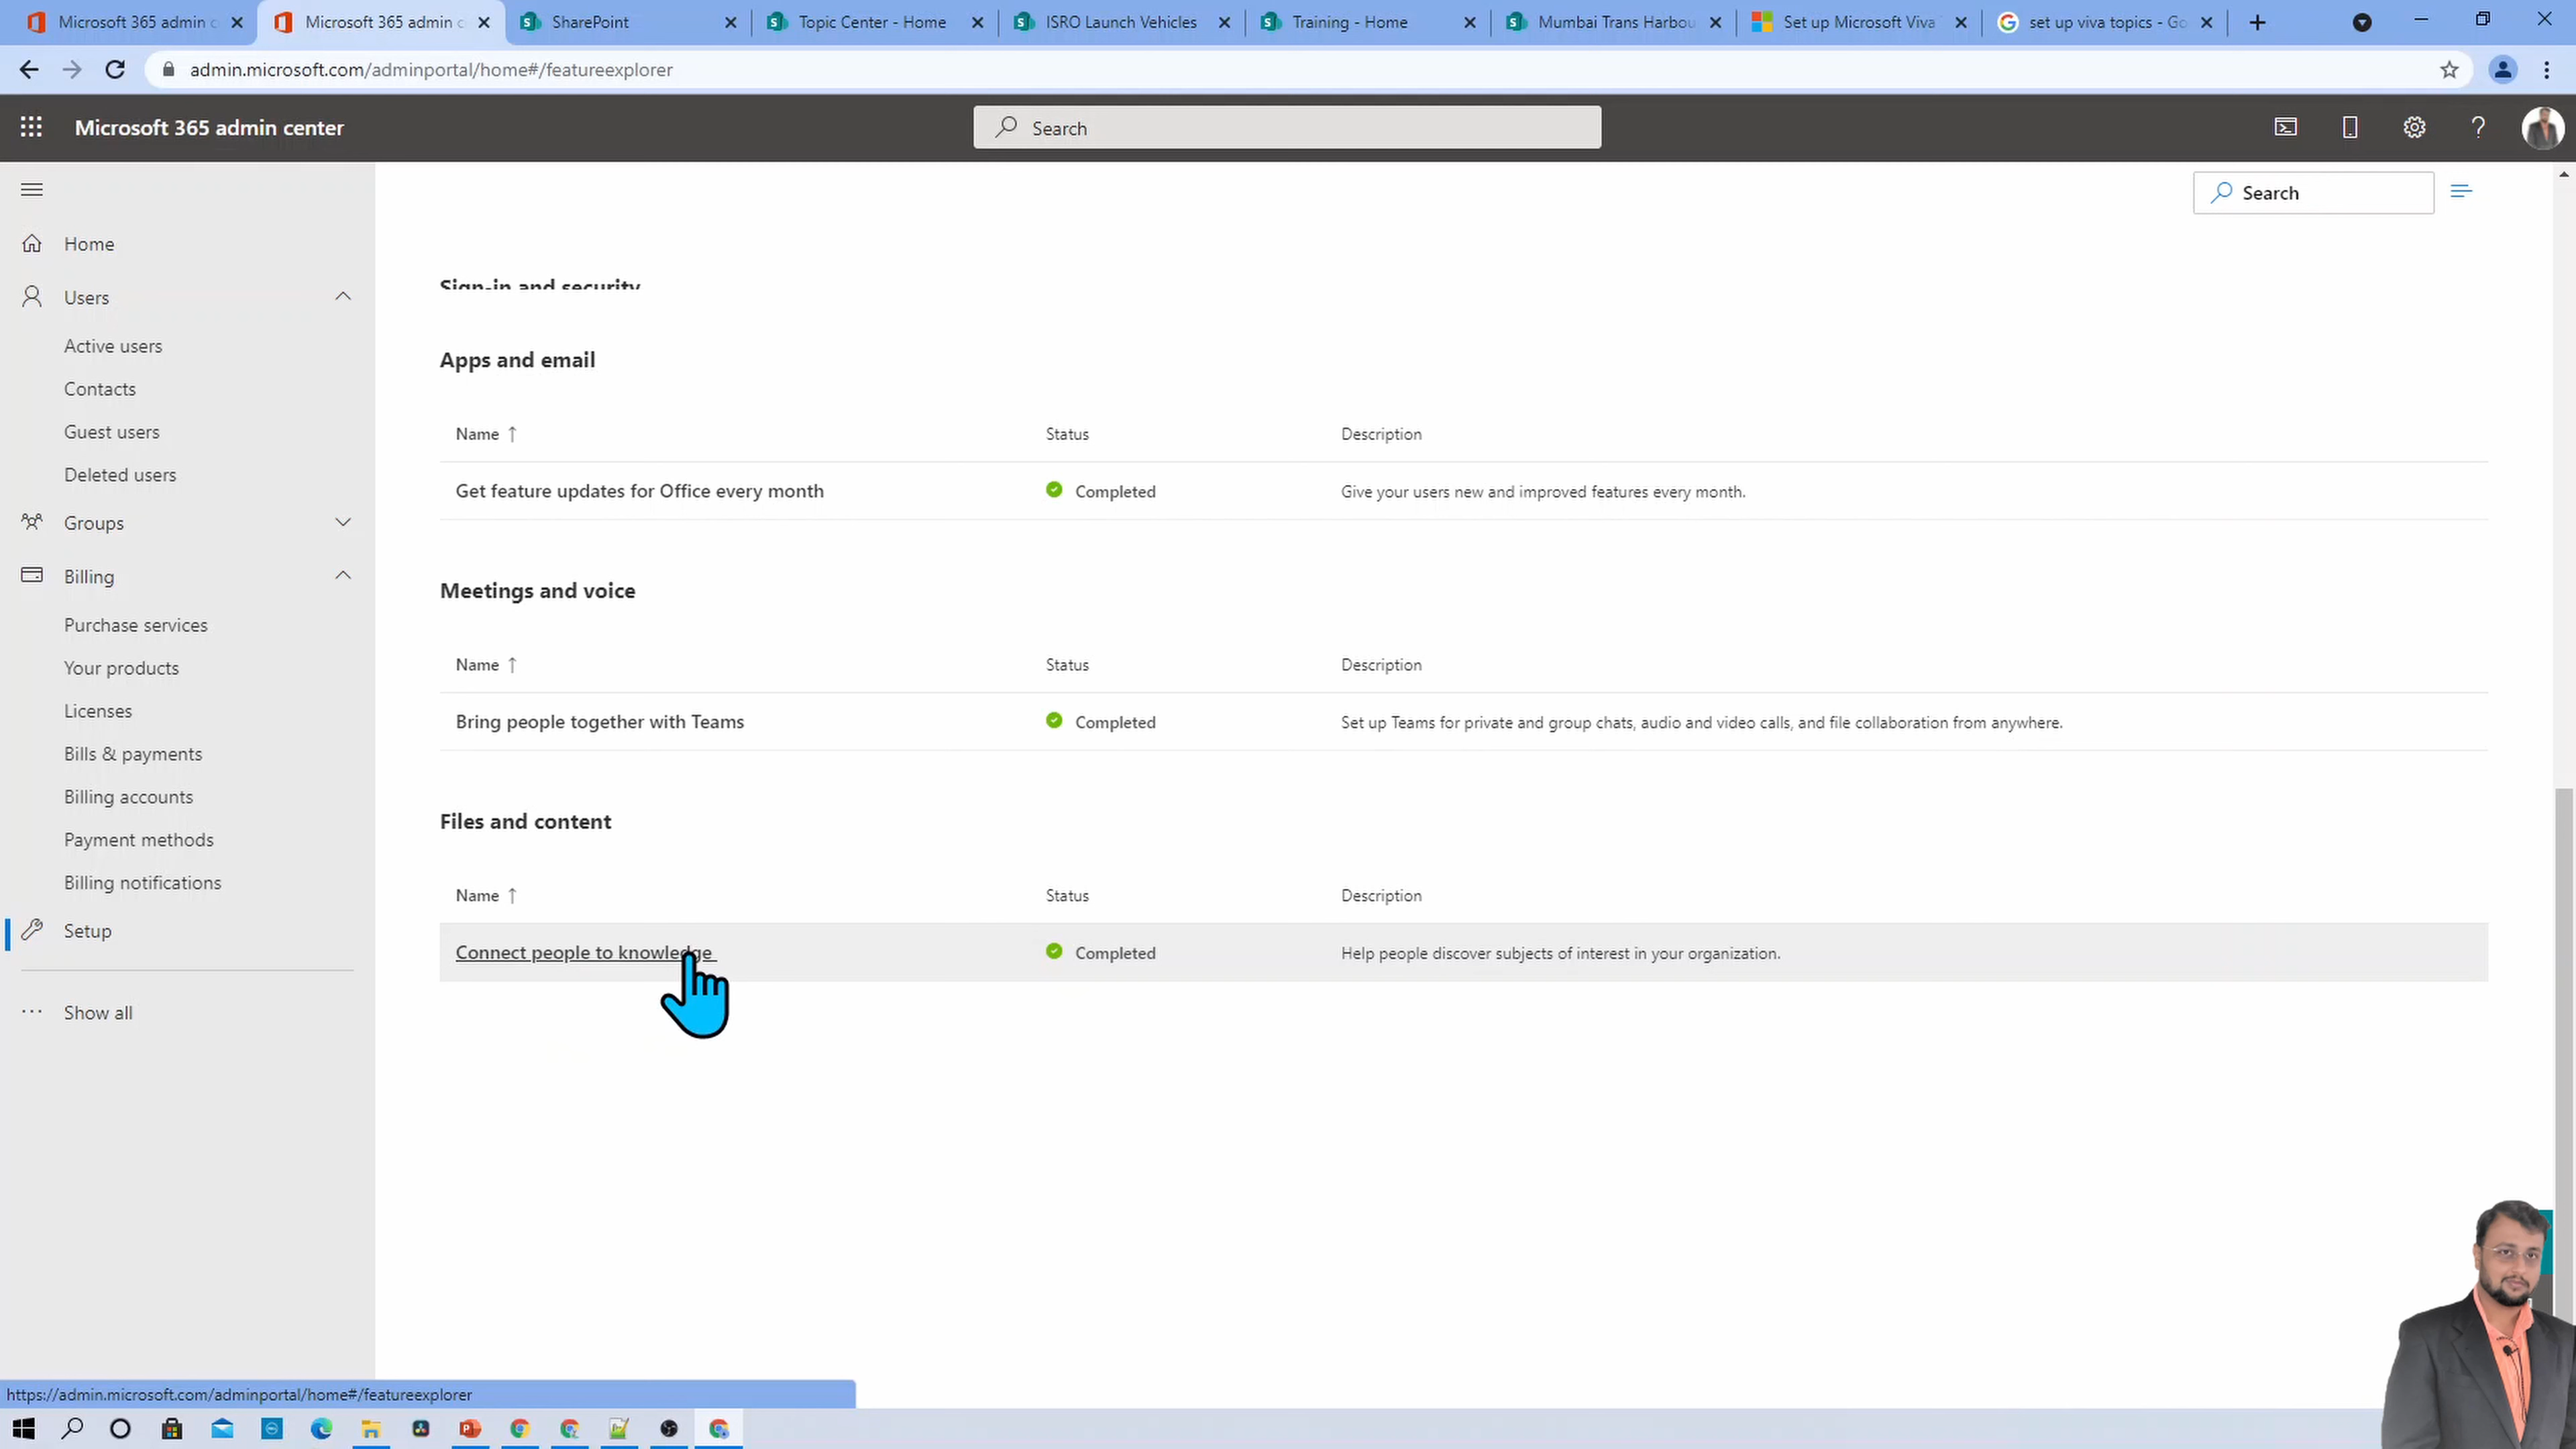 Microsoft 365 admin c
Microsoft 365 admin c
SharePoint
Topic Center - Home
ISRO Launch Vehicles
Training - Home
Mumbai Trans Harbou
Set up Microsoft Viva
set up viva topics - Go
admin.microsoft.com/adminportal/home#/featureexplorer
Microsoft 365 admin center
Search
Search
Home
Users
Active users
Contacts
Guest users
Deleted users
Groups
Billing
Purchase services
Your products
Licenses
Bills & payments
Billing accounts
Payment methods
Billing notifications
Setup
Show all
Sign-in and security
Apps and email
Name ↑ Status Description
Get feature updates for Office every month Completed Give your users new and improved features every month.
Meetings and voice
Name ↑ Status Description
Bring people together with Teams Completed Set up Teams for private and group chats, audio and video calls, and file collaboration from anywhere.
Files and content
Name ↑ Status Description
Connect people to knowledge Completed Help people discover subjects of interest in your organization.
https://admin.microsoft.com/adminportal/home#/featureexplorer